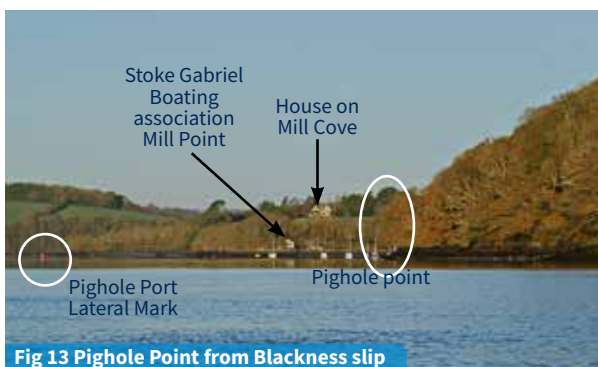 Stoke Gabriel
Boating
association
Mill Point
House on
Mill Cove
Pighole point
Pighole Port
Lateral Mark
Fig 13 Pighole Point from Blackness slip